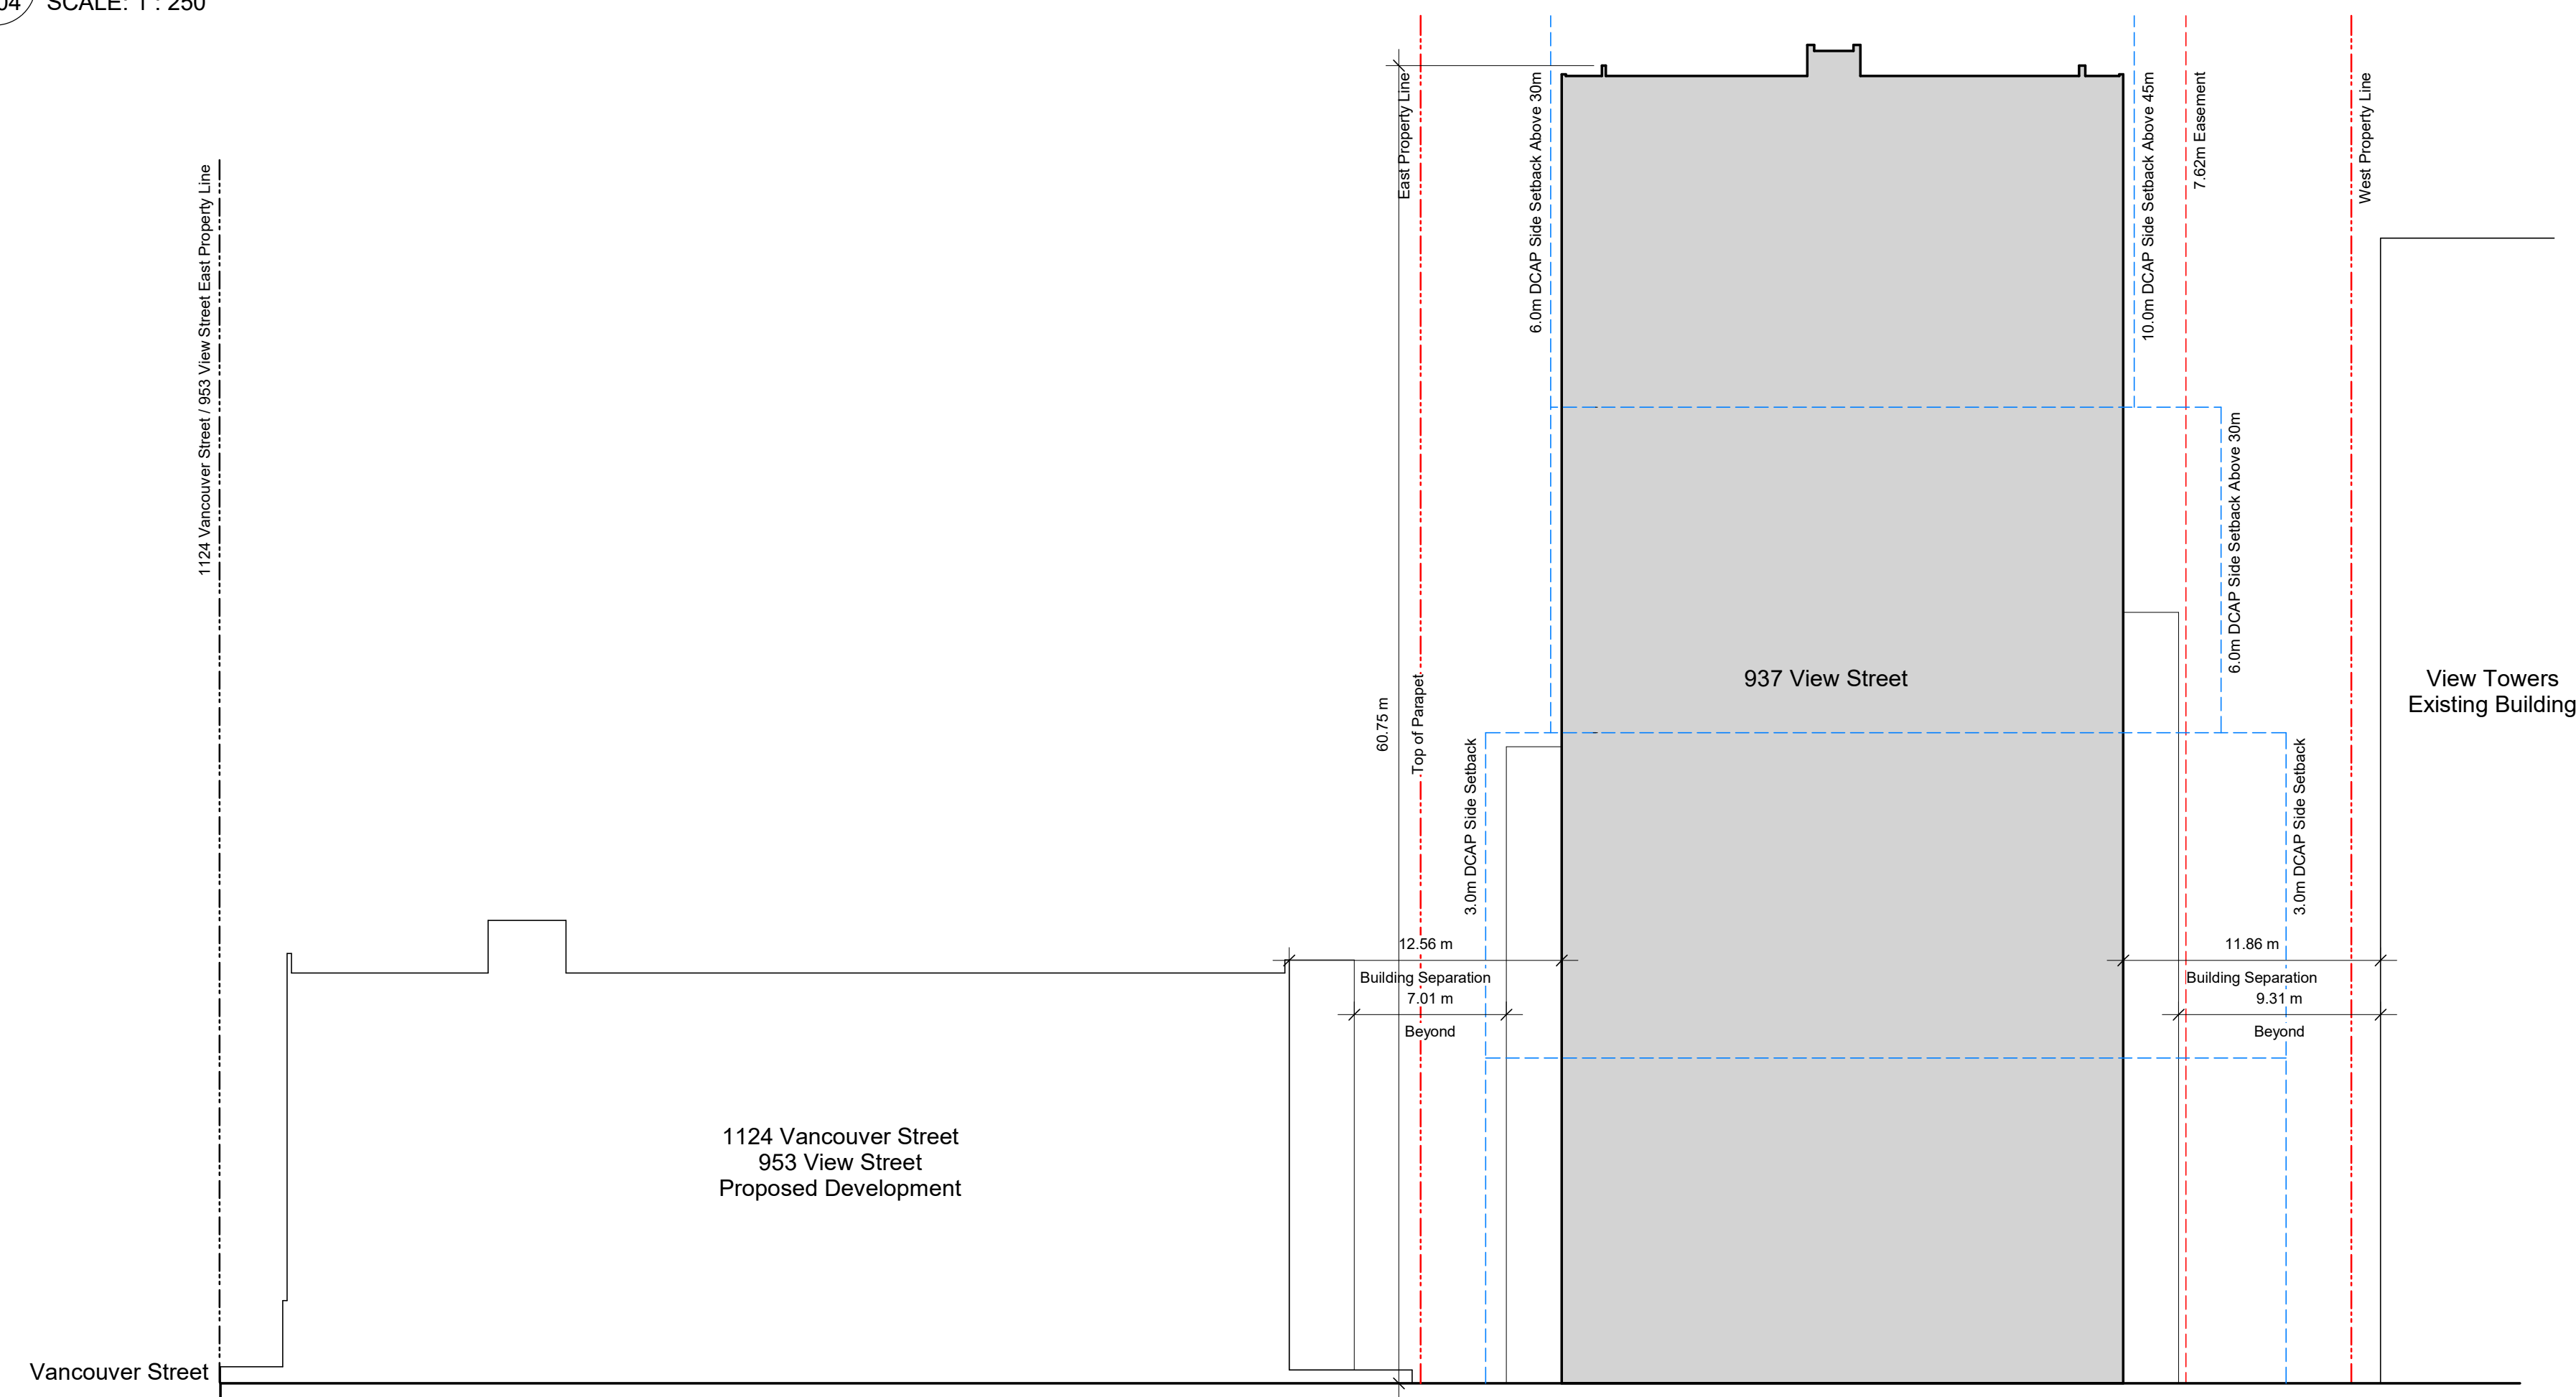 04
SCALE: 1 : 250
1124 Vancouver Street / 953 View Street East Property Line
East Property Line
6.0m DCAP Side Setback Above 30m
10.0m DCAP Side Setback Above 45m
7.62m Easement
West Property Line
6.0m DCAP Side Setback Above 30m
60.75 m
Top of Parapet
937 View Street
View Towers
Existing Building
3.0m DCAP Side Setback
3.0m DCAP Side Setback
12.56 m
Building Separation
7.01 m
Beyond
11.86 m
Building Separation
9.31 m
Beyond
1124 Vancouver Street
953 View Street
Proposed Development
Vancouver Street